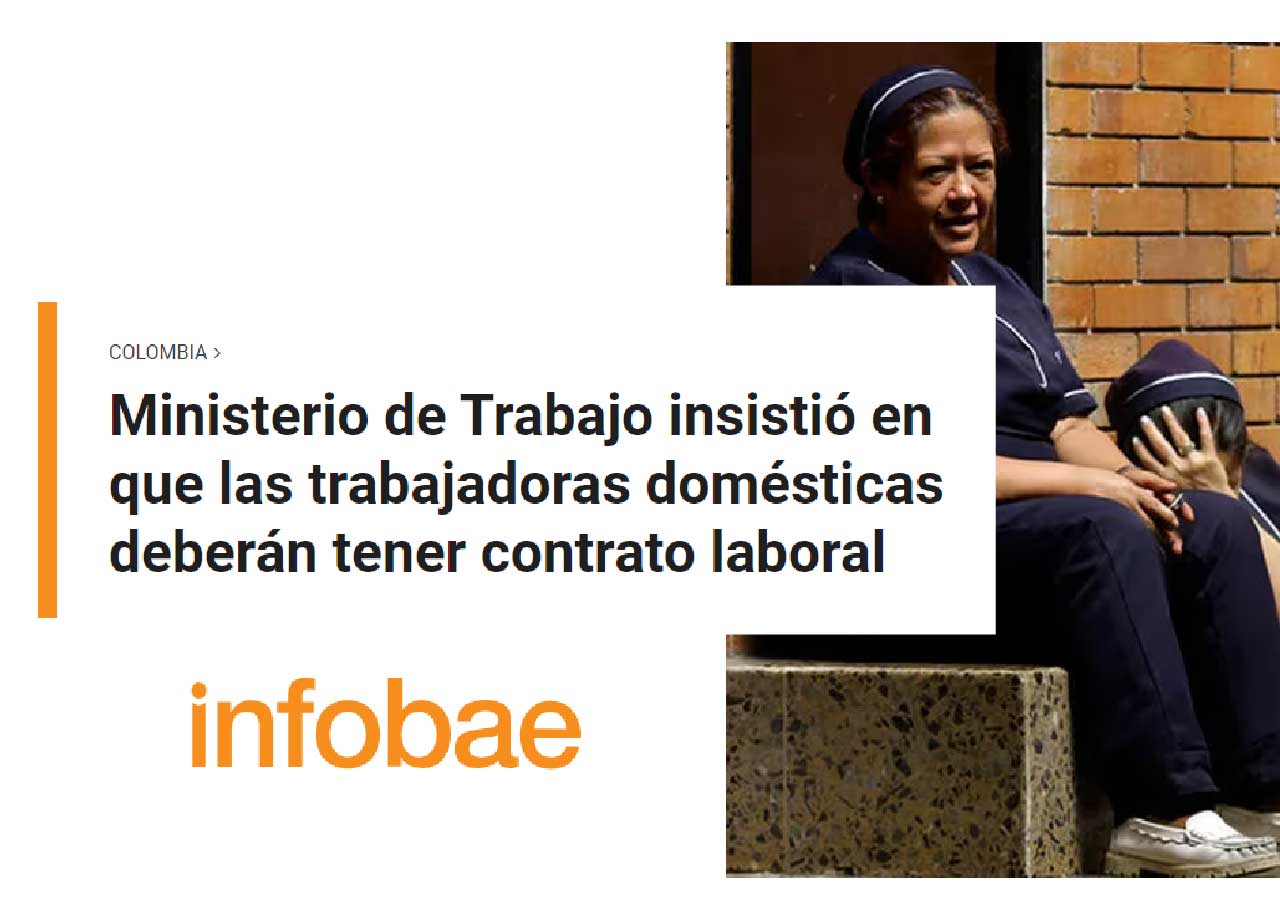 COLOMBIA >
Ministerio de Trabajo insistió en
que las trabajadoras domésticas
deberán tener contrato laboral
infobae